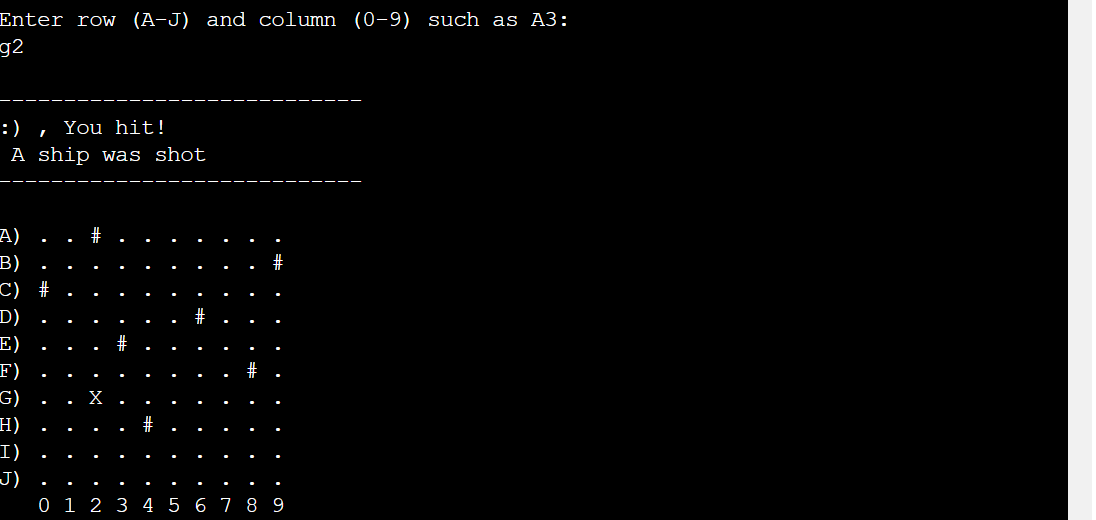 Enter row (A-J) and column (0-9) such as A3:
g2
----------------------------
:) , You hit!
A ship was shot
----------------------------
A) . . # . . . . . . .
B) . . . . . . . . . #
C) # . . . . . . . . .
D) . . . . . . # . . .
E) . . . # . . . . . .
F) . . . . . . . . # .
G) . . X . . . . . . .
H) . . . . # . . . . .
I) . . . . . . . . . .
J) . . . . . . . . . .
0 1 2 3 4 5 6 7 8 9